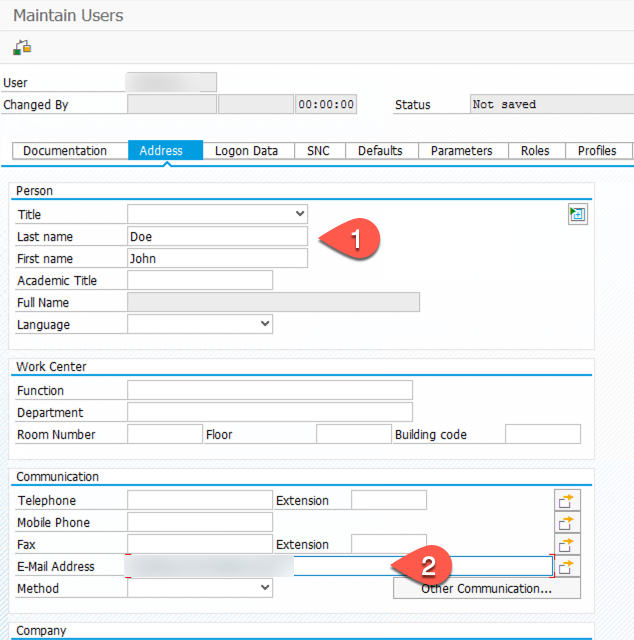 Maintain Users
User
Changed By 00:00:00 Status Not saved
Documentation Address Logon Data SNC Defaults Parameters Roles Profiles
Person
Title
Last name Doe 1
First name John
Academic Title
Full Name
Language
Work Center
Function
Department
Room Number Floor Building code
Communication
Telephone Extension
Mobile Phone
Fax Extension
E-Mail Address 2
Method Other Communication...
Company